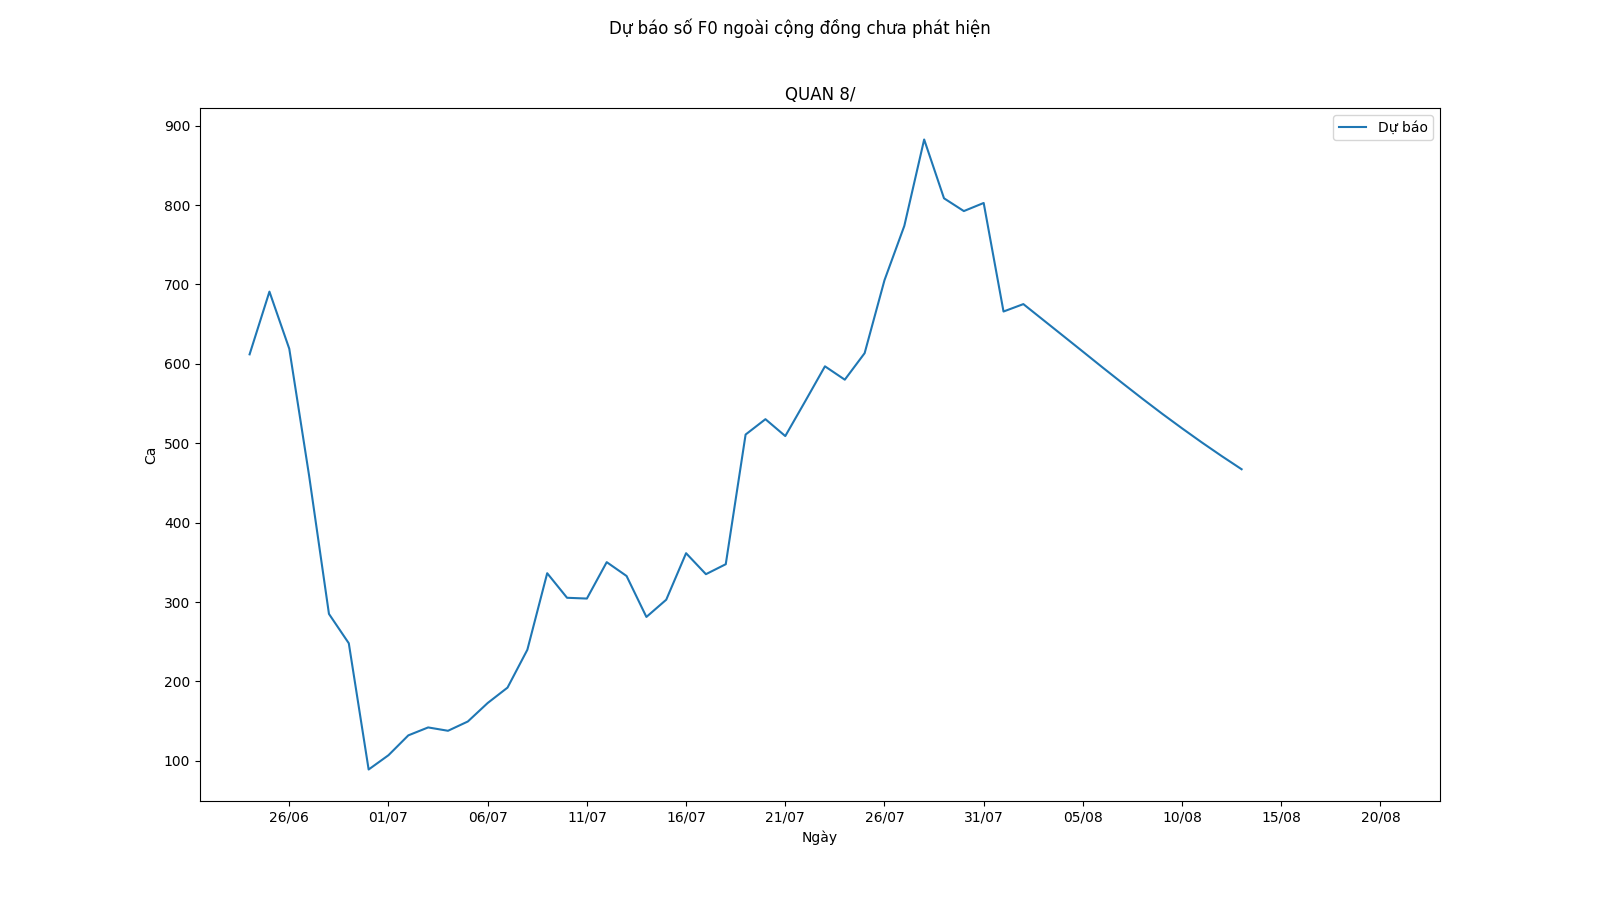 Dự báo số F0 ngoài cộng đồng chưa phát hiện
QUAN 8/
Dự báo
900
800
700
600
500
400
300
200
100
Ca
26/06 01/07 06/07 11/07 16/07 21/07 26/07 31/07 05/08 10/08 15/08 20/08
Ngày